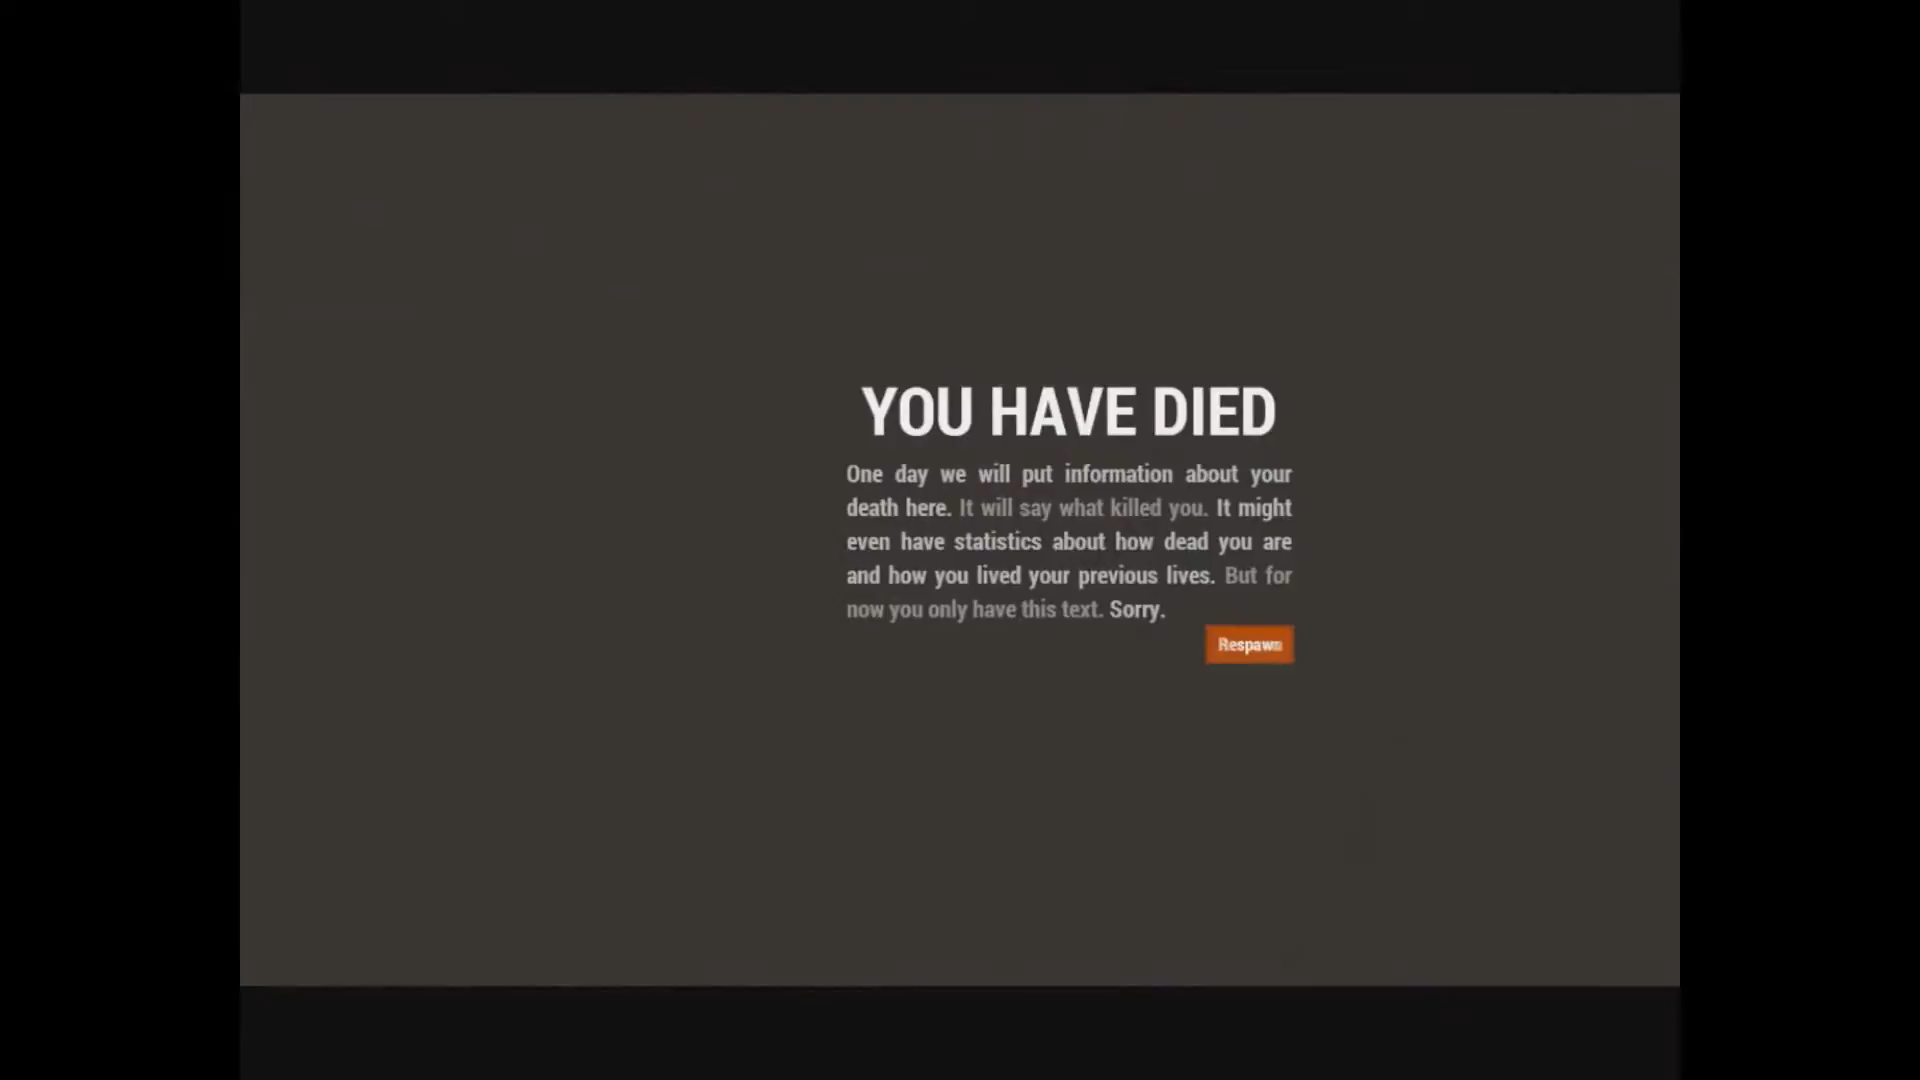 YOU HAVE DIED
One day we will put information about your
death here. It will say what killed you. It might
even have statistics about how dead you are
and how you lived your previous lives. But for
now you only have this text. Sorry.
Respawn